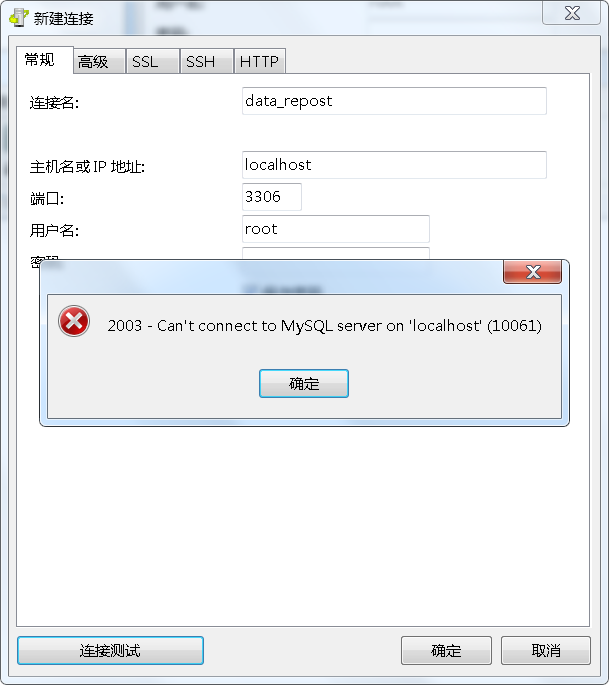 新建连接
常规 高级 SSL SSH HTTP
连接名: data_repost
主机名或 IP 地址: localhost
端口: 3306
用户名: root
2003 - Can't connect to MySQL server on 'localhost' (10061)
确定
连接测试 确定 取消